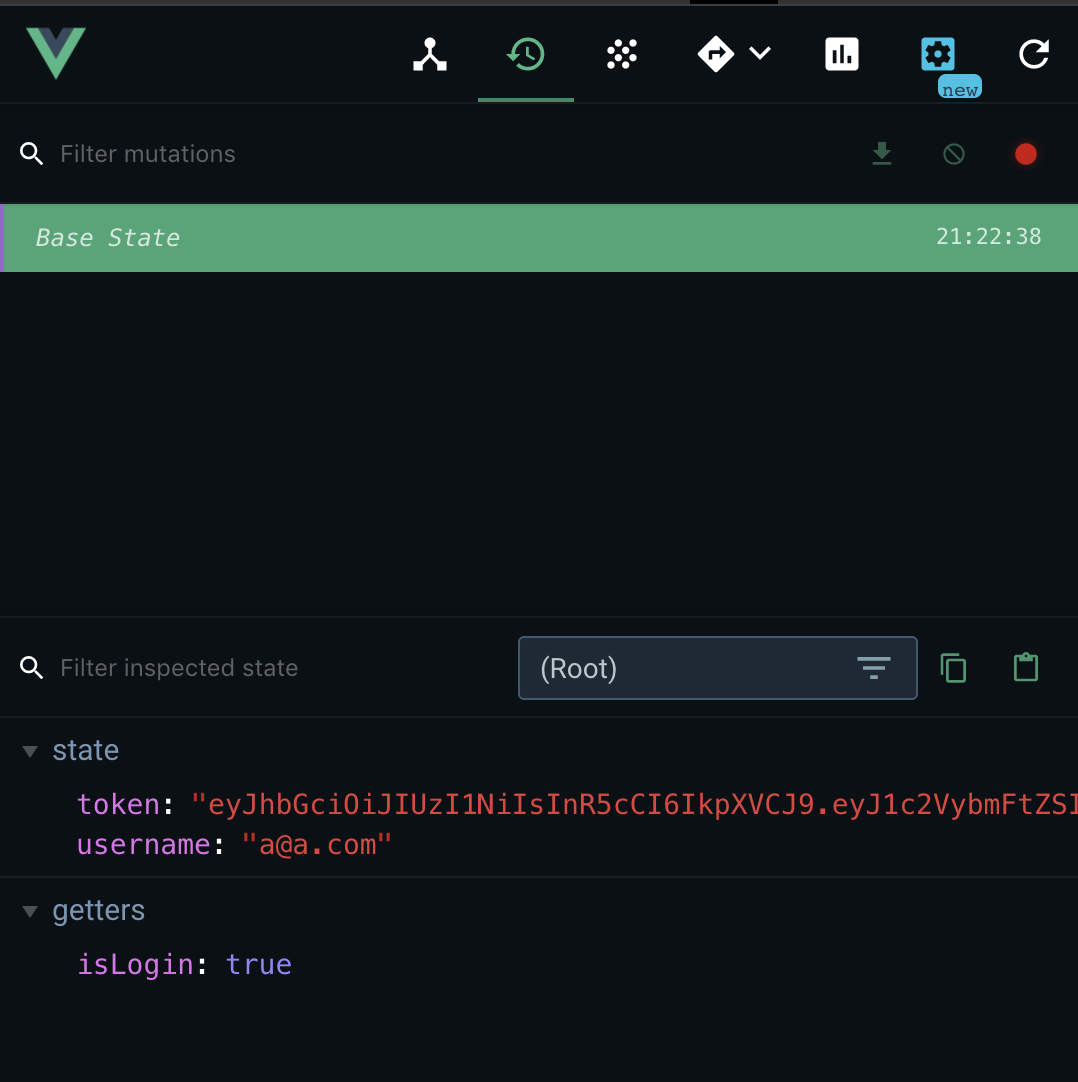 new
Filter mutations
Base State 21:22:38
Filter inspected state (Root)
state
token: "eyJhbGciOiJIUzI1NiIsInR5cCI6IkpXVCJ9.eyJ1c2VybmFtZSI
username: "a@a.com"
getters
isLogin: true